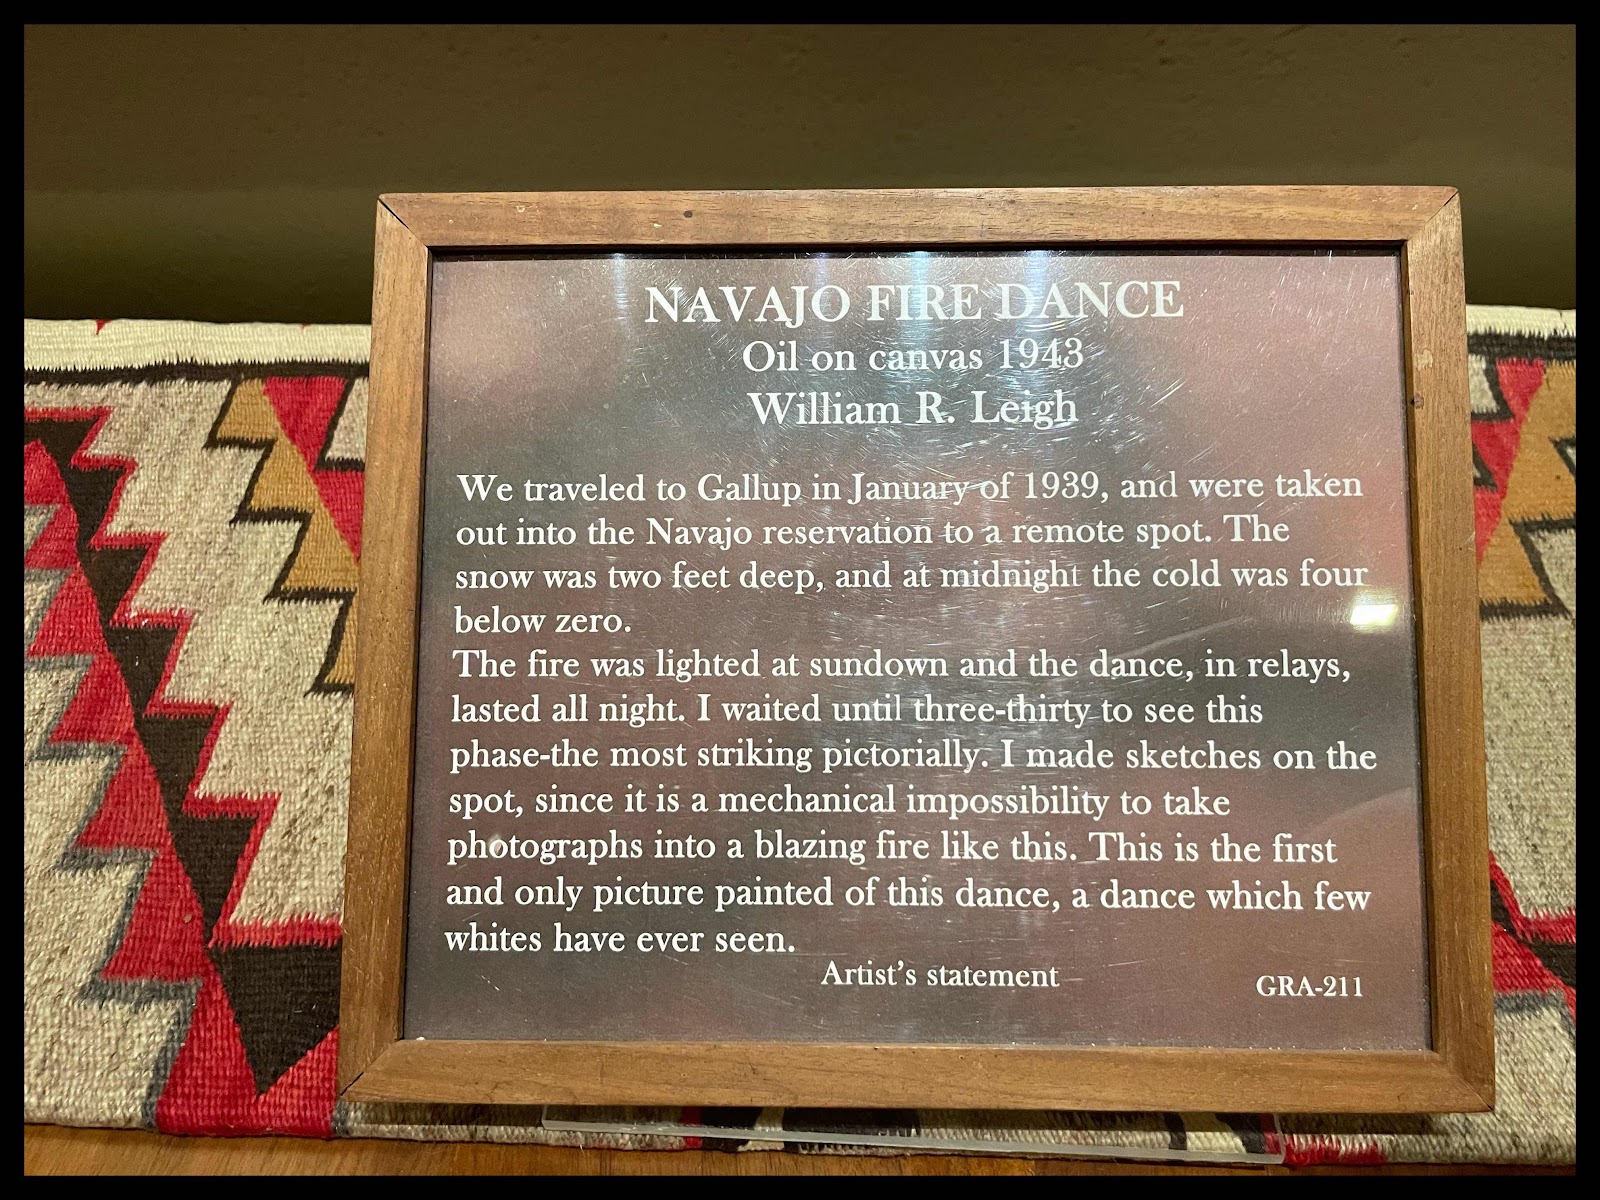 NAVAJO FIRE DANCE
Oil on canvas 1943
William R. Leigh
We traveled to Gallup in January of 1939, and were taken
out into the Navajo reservation to a remote spot. The
snow was two feet deep, and at midnight the cold was four
below zero.
The fire was lighted at sundown and the dance, in relays,
lasted all night. I waited until three-thirty to see this
phase-the most striking pictorially. I made sketches on the
spot, since it is a mechanical impossibility to take
photographs into a blazing fire like this. This is the first
and only picture painted of this dance, a dance which few
whites have ever seen.
Artist's statement
GRA-211